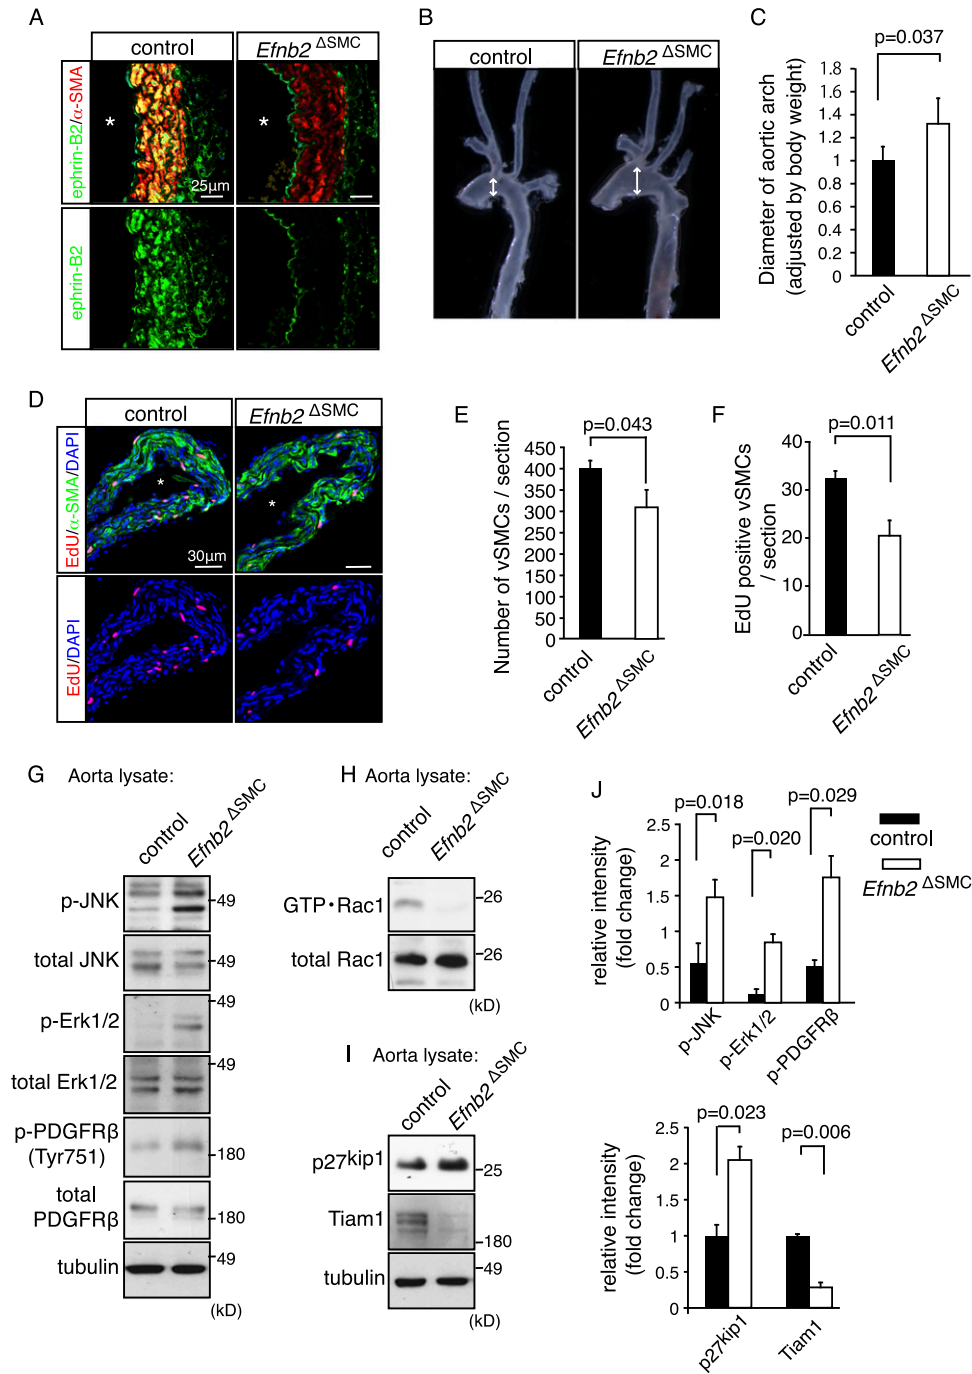 A
control
Efnb2 ΔSMC
ephrin-B2/α-SMA
*
25µm
*
ephrin-B2
B
control
Efnb2 ΔSMC
C
p=0.037
Diameter of aortic arch
(adjusted by body weight)
1.8
1.6
1.4
1.2
1
0.8
0.6
0.4
0.2
0
control
Efnb2 ΔSMC
D
control
Efnb2 ΔSMC
EdU/α-SMA/DAPI
*
30µm
*
EdU/DAPI
E
p=0.043
Number of vSMCs / section
450
400
350
300
250
200
150
100
50
0
control
Efnb2 ΔSMC
F
p=0.011
EdU positive vSMCs
/ section
40
30
20
10
0
control
Efnb2 ΔSMC
G Aorta lysate:
control
Efnb2 ΔSMC
p-JNK
49
total JNK
49
p-Erk1/2
49
total Erk1/2
49
p-PDGFRβ
(Tyr751)
180
total
PDGFRβ
180
tubulin
49
(kD)
H Aorta lysate:
control
Efnb2 ΔSMC
GTP•Rac1
26
total Rac1
26
(kD)
I Aorta lysate:
control
Efnb2 ΔSMC
p27kip1
25
Tiam1
180
tubulin
49
(kD)
J
p=0.018
p=0.020
p=0.029
control
Efnb2 ΔSMC
relative intensity
(fold change)
2.5
2
1.5
1
0.5
0
p-JNK
p-Erk1/2
p-PDGFRβ
p=0.023
p=0.006
relative intensity
(fold change)
2.5
2
1.5
1
0.5
0
p27kip1
Tiam1